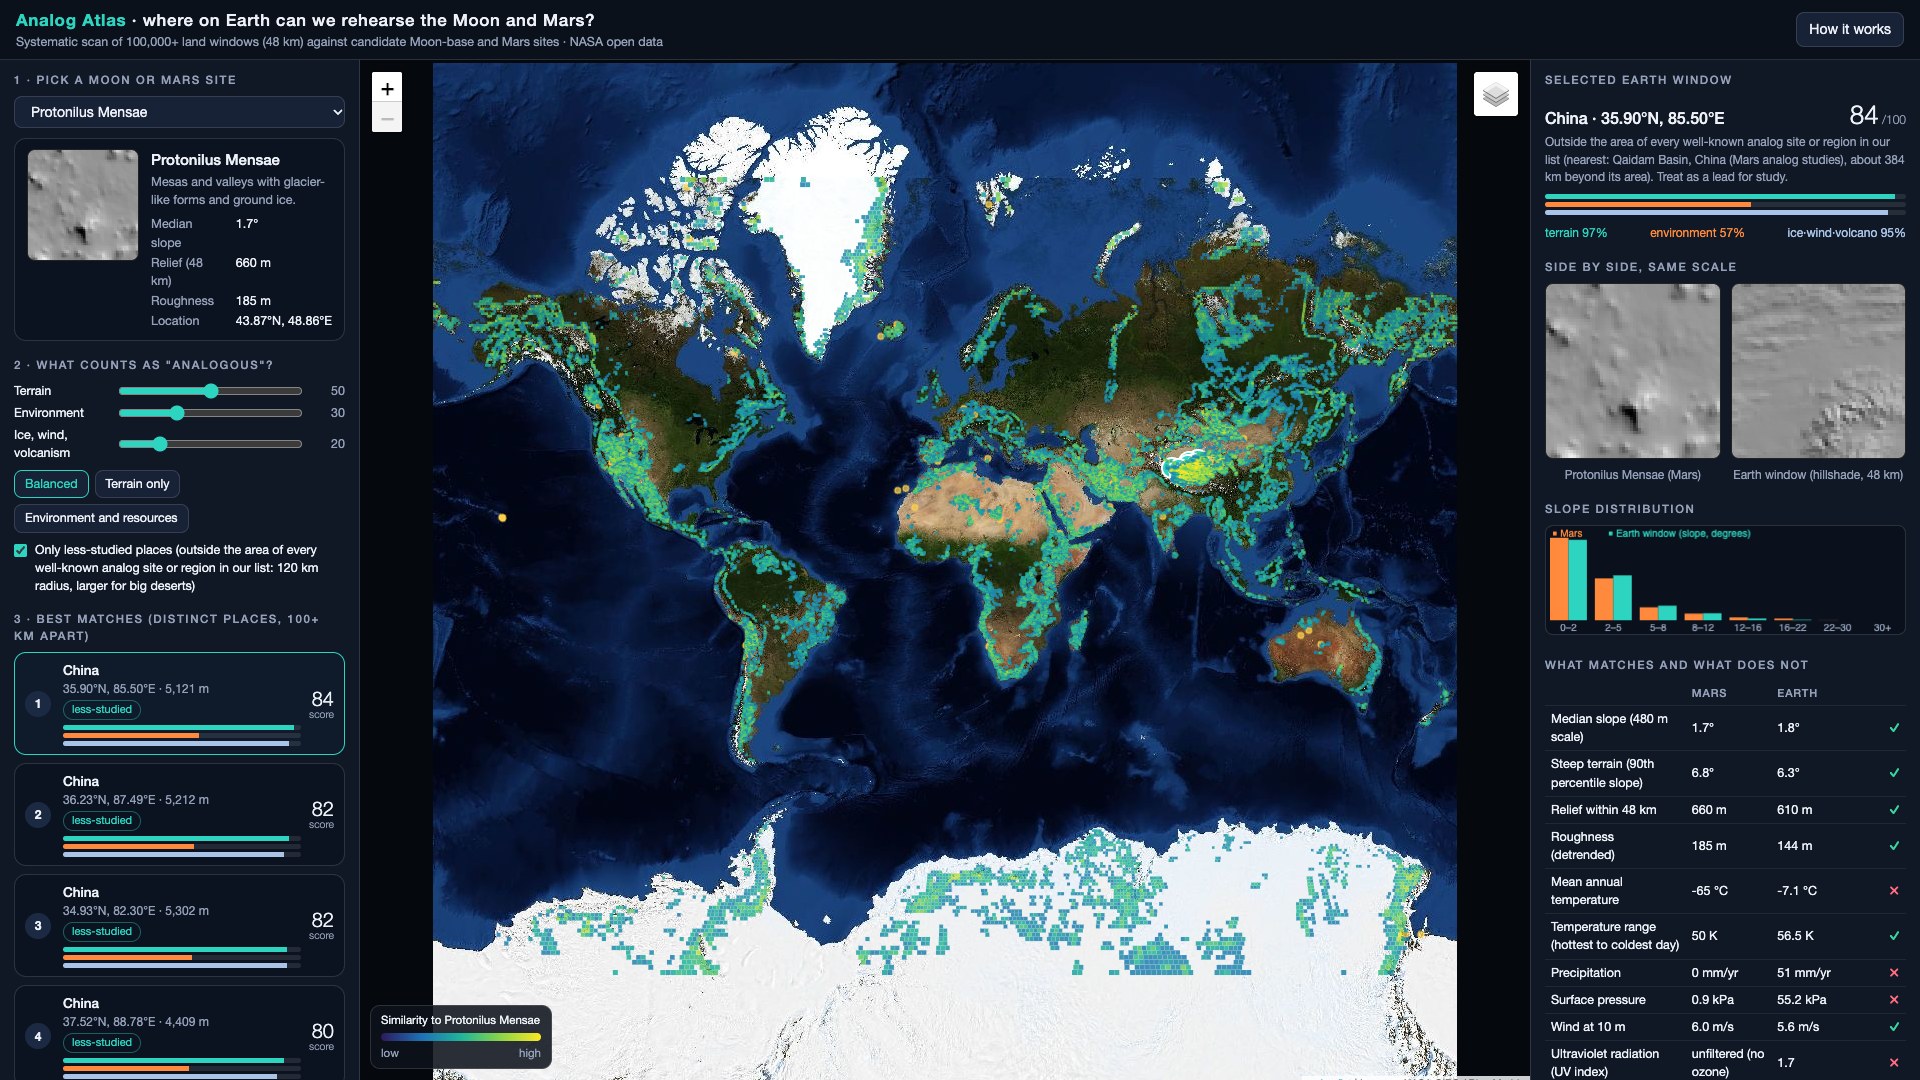 Analog Atlas · where on Earth can we rehearse the Moon and Mars?
Systematic scan of 100,000+ land windows (48 km) against candidate Moon-base and Mars sites · NASA open data
How it works
1 · PICK A MOON OR MARS SITE
Protonilus Mensae
Protonilus Mensae
Mesas and valleys with glacier-
like forms and ground ice.
Median slope 1.7°
Relief (48 km) 660 m
Roughness 185 m
Location 43.87°N, 48.86°E
2 · WHAT COUNTS AS "ANALOGOUS"?
Terrain 50
Environment 30
Ice, wind, volcanism 20
Balanced
Terrain only
Environment and resources
Only less-studied places (outside the area of every
well-known analog site or region in our list: 120 km
radius, larger for big deserts)
3 · BEST MATCHES (DISTINCT PLACES, 100+
KM APART)
1
China
35.90°N, 85.50°E · 5,121 m
less-studied
84
score
2
China
36.23°N, 87.49°E · 5,212 m
less-studied
82
score
3
China
34.93°N, 82.30°E · 5,302 m
less-studied
82
score
4
China
37.52°N, 88.78°E · 4,409 m
less-studied
80
score
+
−
Similarity to Protonilus Mensae
low high
SELECTED EARTH WINDOW
China · 35.90°N, 85.50°E 84 /100
Outside the area of every well-known analog site or region in our
list (nearest: Qaidam Basin, China (Mars analog studies), about 384
km beyond its area). Treat as a lead for study.
terrain 97% environment 57% ice·wind·volcano 95%
SIDE BY SIDE, SAME SCALE
Protonilus Mensae (Mars) Earth window (hillshade, 48 km)
SLOPE DISTRIBUTION
Mars Earth window (slope, degrees)
0–2 2–5 5–8 8–12 12–16 16–22 22–30 30+
WHAT MATCHES AND WHAT DOES NOT
MARS EARTH
Median slope (480 m scale) 1.7° 1.8° ✓
Steep terrain (90th percentile slope) 6.8° 6.3° ✓
Relief within 48 km 660 m 610 m ✓
Roughness (detrended) 185 m 144 m ✓
Mean annual temperature -65 °C -7.1 °C ✕
Temperature range (hottest to coldest day) 50 K 56.5 K ✓
Precipitation 0 mm/yr 51 mm/yr ✕
Surface pressure 0.9 kPa 55.2 kPa ✕
Wind at 10 m 6.0 m/s 5.6 m/s ✓
Ultraviolet radiation (UV index) unfiltered (no ozone) 1.7 ✕